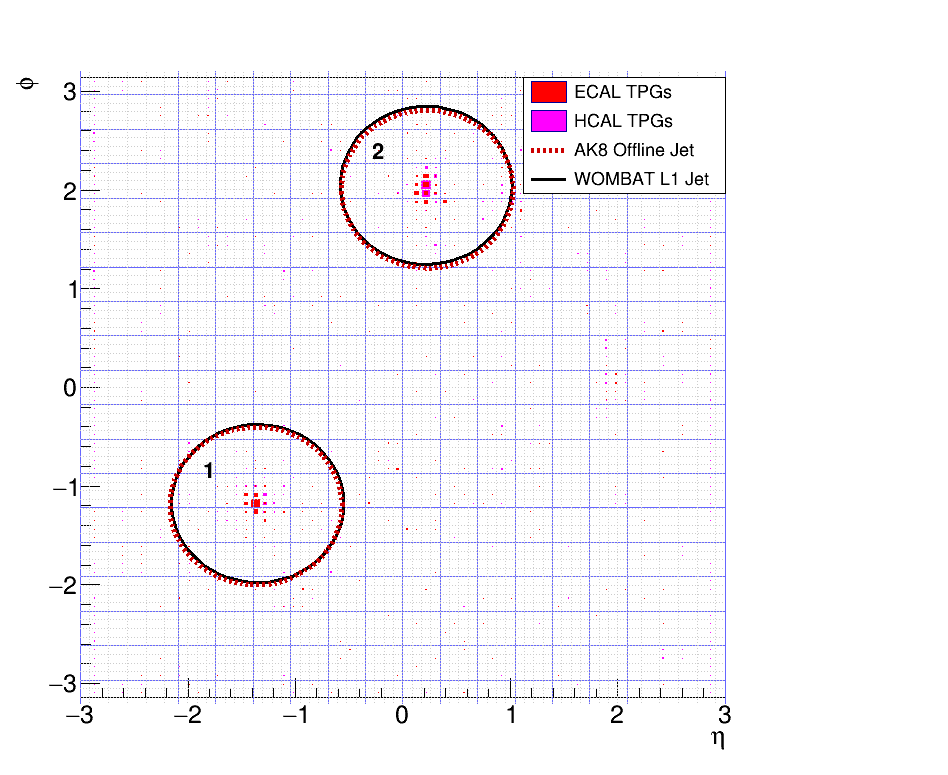 ϕ
3
2
1
0
−1
−2
−3
ECAL TPGs
HCAL TPGs
AK8 Offline Jet
WOMBAT L1 Jet
2
1
−3 −2 −1 0 1 2 3
η